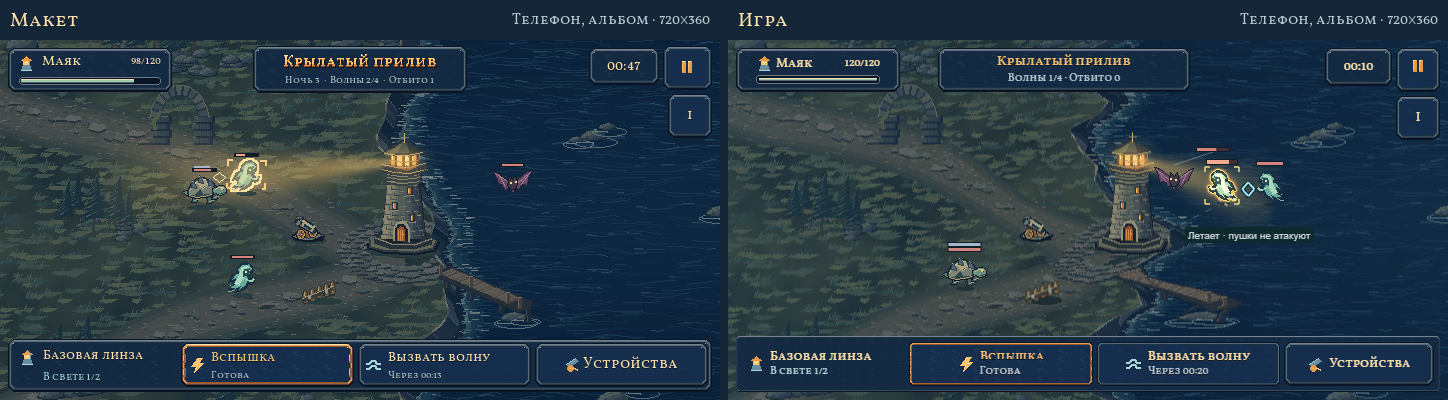 Макет
Телефон, альбом · 720×360
Маяк 98/120
Крылатый прилив
Ночь 3 · Волны 2/4 · Отбито 1
00:47
I
Базовая линза
В свете 1/2
Вспышка
Готова
Вызвать волну
Через 00:13
Устройства
Игра
Телефон, альбом · 720×360
Маяк 120/120
Крылатый прилив
Волны 1/4 · Отбито 0
00:10
I
Летает · пушки не атакуют
Базовая линза
В свете 1/2
Вспышка
Готова
Вызвать волну
Через 00:20
Устройства